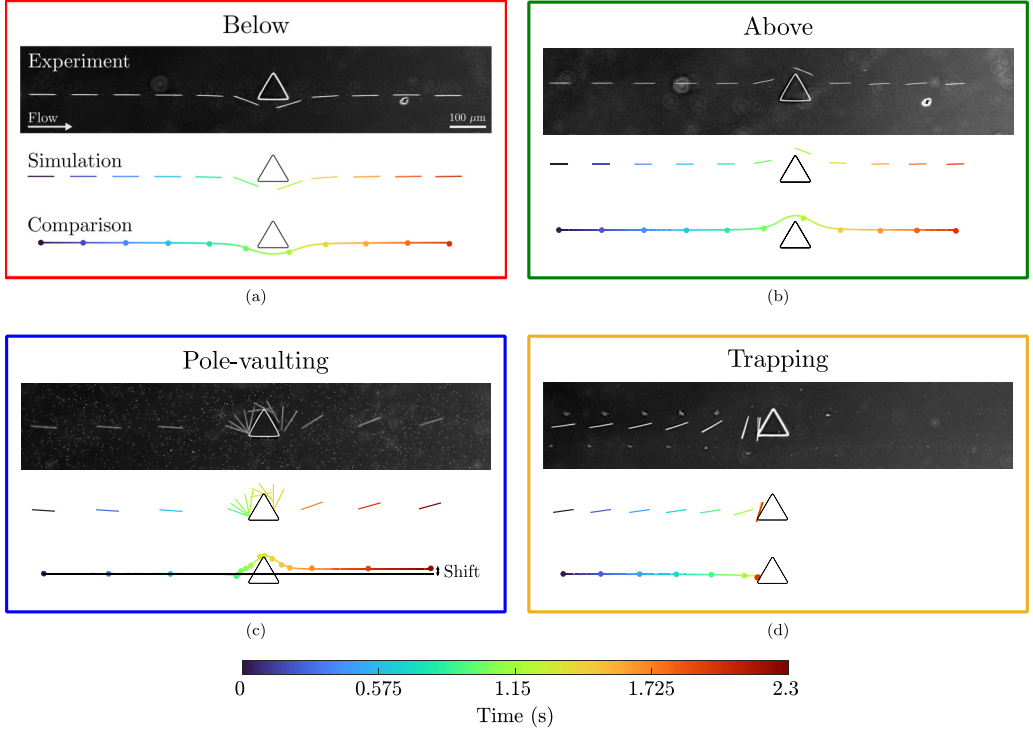 Below
Experiment
Flow
100 μm
Simulation
Comparison
(a)
Above
(b)
Pole-vaulting
Shift
(c)
Trapping
(d)
0 0.575 1.15 1.725 2.3
Time (s)